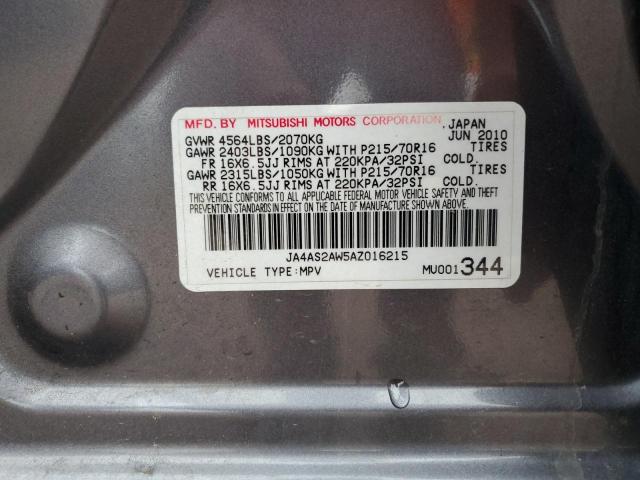 MFD. BY MITSUBISHI MOTORS CORPORATION, JAPAN
GVWR 4564LBS/2070KG JUN 2010
GAWR 2403LBS/1090KG WITH P215/70R16 TIRES
FR 16X6.5JJ RIMS AT 220KPA/32PSI COLD.
GAWR 2315LBS/1050KG WITH P215/70R16 TIRES
RR 16X6.5JJ RIMS AT 220KPA/32PSI COLD.
THIS VEHICLE CONFORMS TO ALL APPLICABLE FEDERAL MOTOR VEHICLE SAFETY AND THEFT
PREVENTION STANDARDS IN EFFECT ON THE DATE OF MANUFACTURE SHOWN ABOVE.
JA4AS2AW5AZ016215
VEHICLE TYPE:MPV MU001344